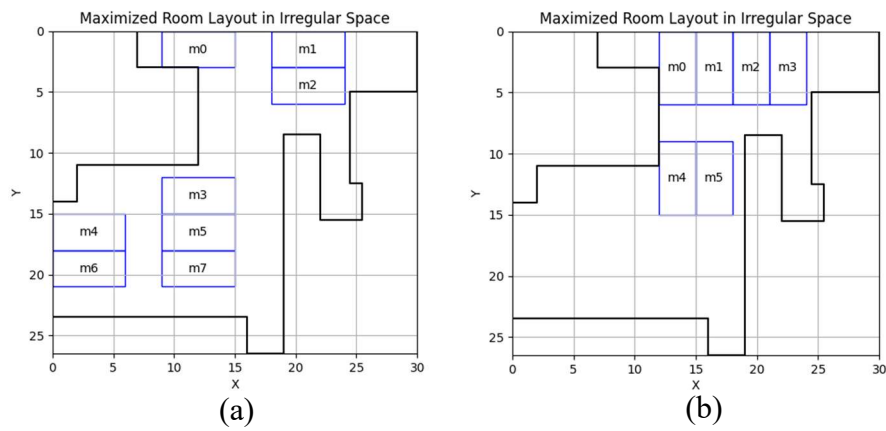 Maximized Room Layout in Irregular Space
0
5
10
15
20
25
Y
m0
m1
m2
m3
m4
m5
m6
m7
0 5 10 15 20 25 30
X
(a)
Maximized Room Layout in Irregular Space
0
5
10
15
20
25
Y
m0 m1 m2 m3
m4 m5
0 5 10 15 20 25 30
X
(b)